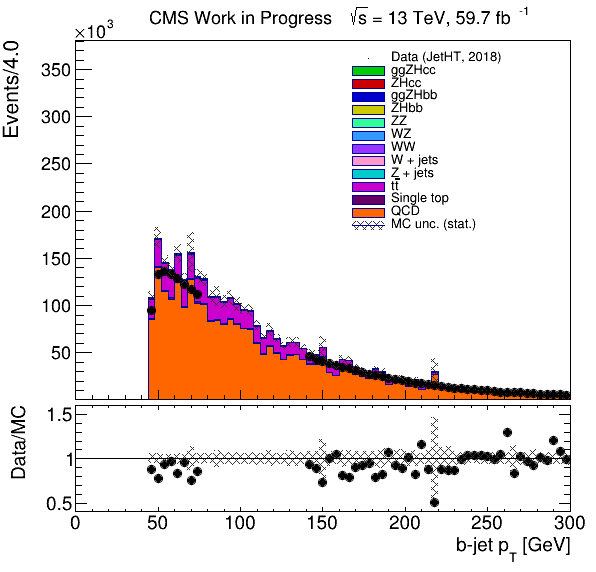 CMS Work in Progress √s = 13 TeV, 59.7 fb⁻¹
×10³
Events/4.0
350
300
250
200
150
100
50
Data (JetHT, 2018)
ggZHcc
ZHcc
ggZHbb
ZHbb
ZZ
WZ
WW
W + jets
Z + jets
tt̅
Single top
QCD
MC unc. (stat.)
Data/MC
1.5
1
0.5
0 50 100 150 200 250 300
b-jet p_T [GeV]